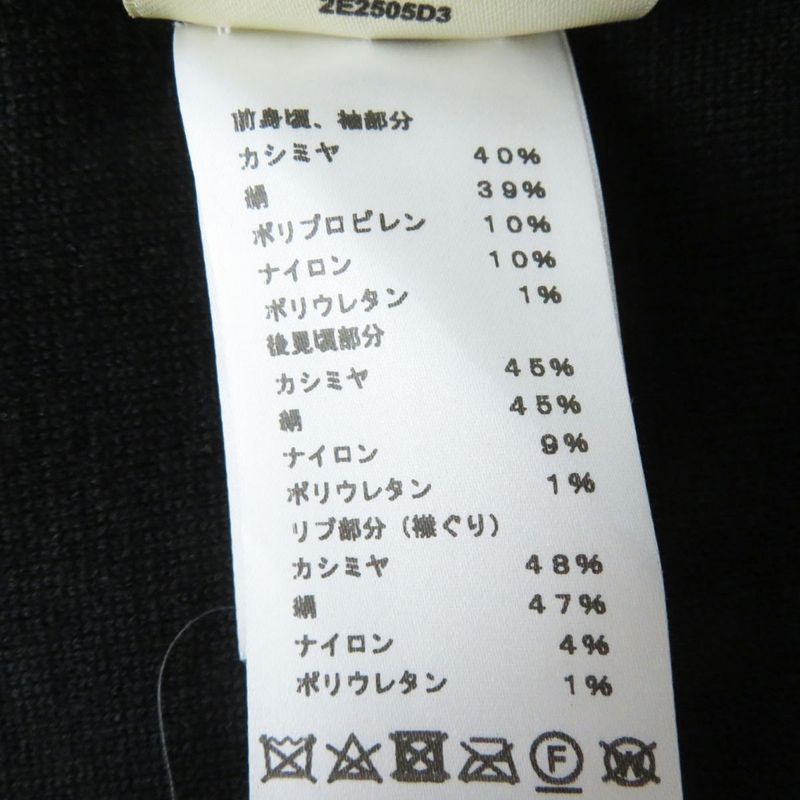 2E2505D3
前身頃、袖部分
カシミヤ 40%
絹 39%
ポリプロピレン 10%
ナイロン 10%
ポリウレタン 1%
後見頃部分
カシミヤ 45%
絹 45%
ナイロン 9%
ポリウレタン 1%
リブ部分(襟ぐり)
カシミヤ 48%
絹 47%
ナイロン 4%
ポリウレタン 1%
F W